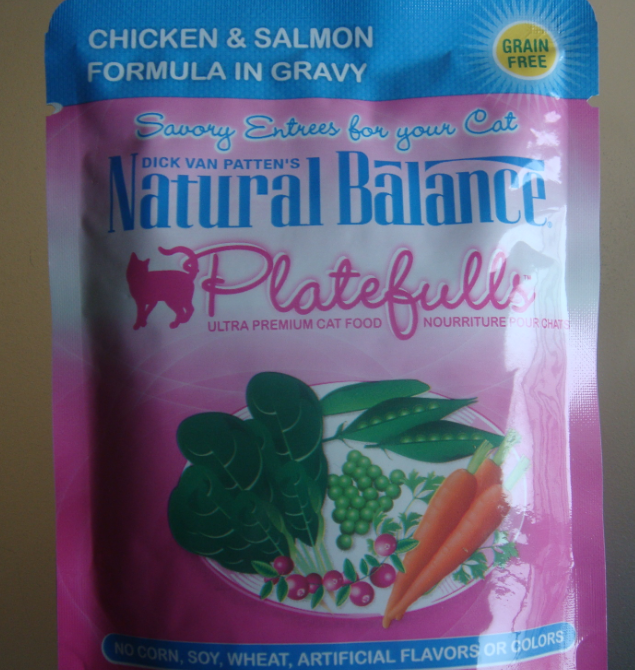 CHICKEN & SALMON
FORMULA IN GRAVY
GRAIN
FREE
Savory Entrees for your Cat
DICK VAN PATTEN'S
Natural Balance®
Platefulls™
ULTRA PREMIUM CAT FOOD NOURRITURE POUR CHATS
NO CORN, SOY, WHEAT, ARTIFICIAL FLAVORS OR COLORS